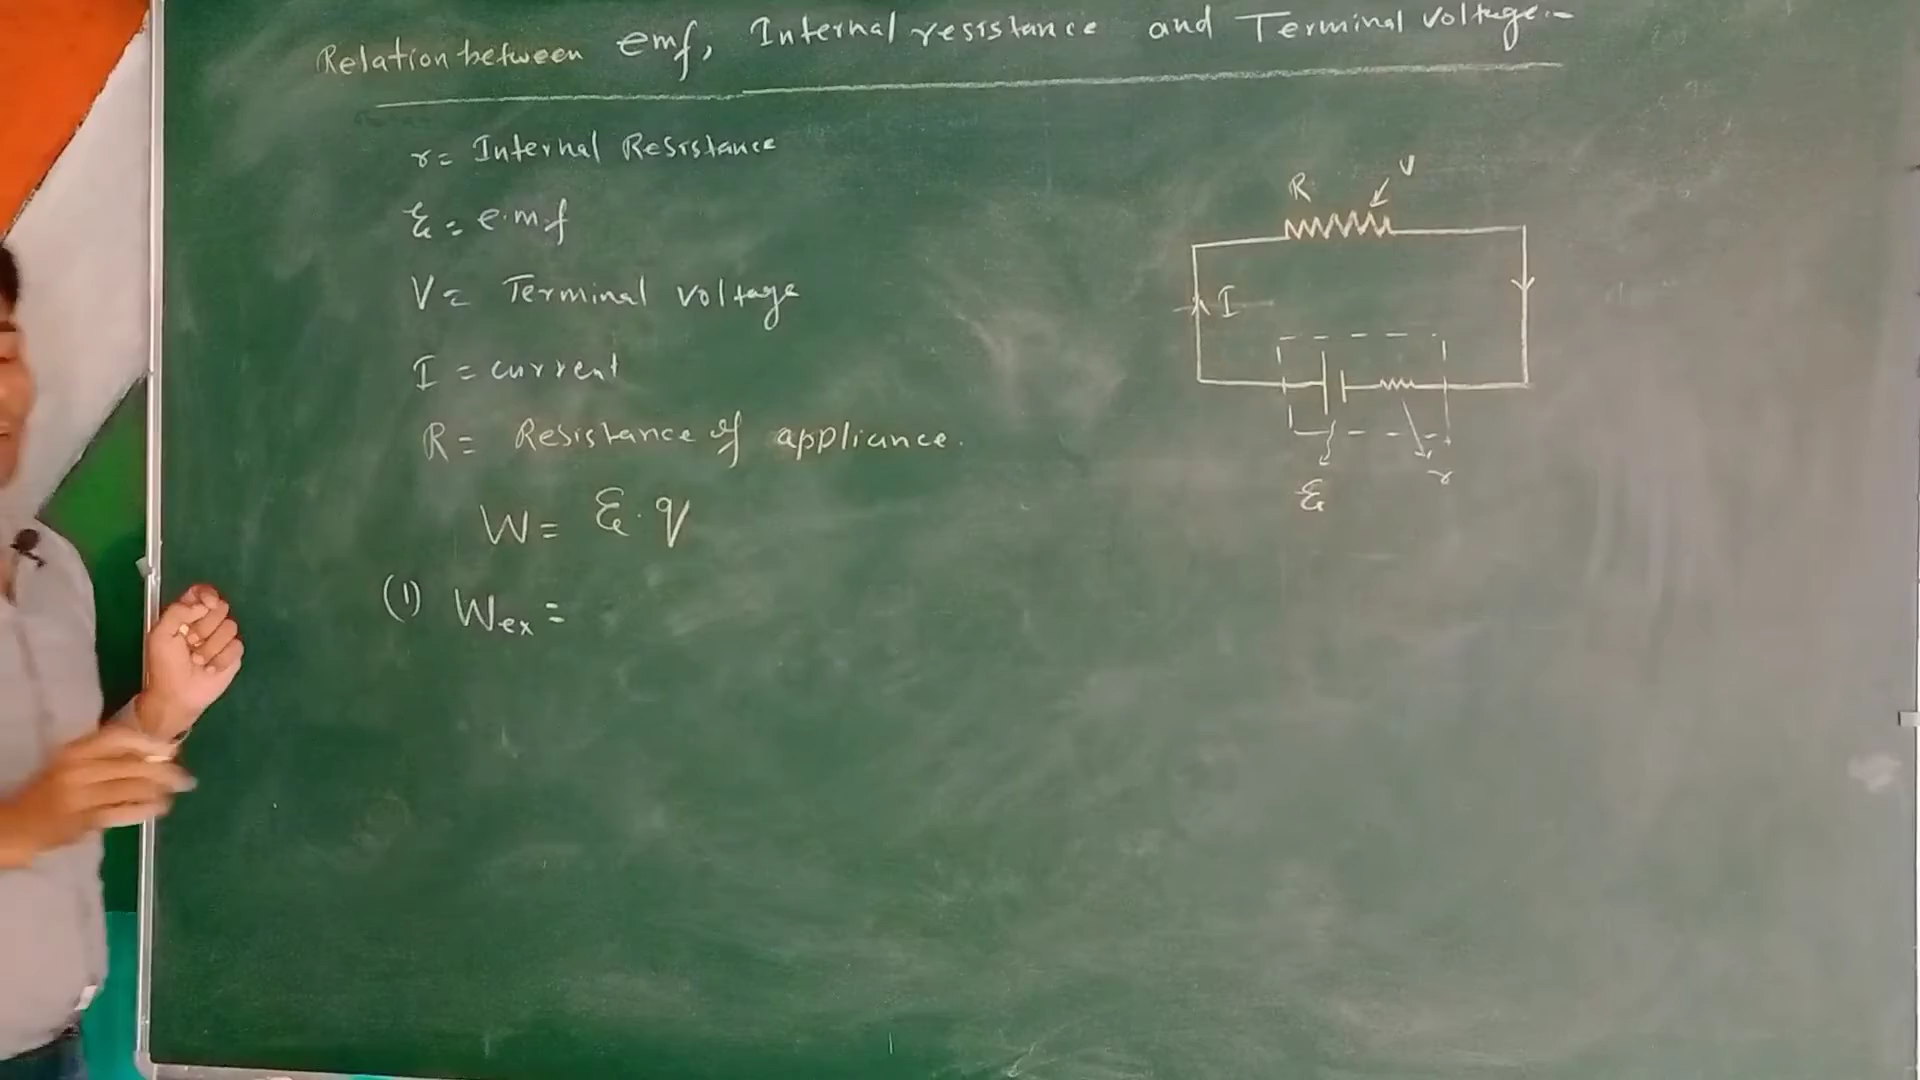 Relation between emf, Internal resistance and Terminal voltage:-
r = Internal Resistance
ℰ = e.m.f
V = Terminal voltage
I = current
R = Resistance of appliance.
W = ℰ.q
(1) Wex =
R
V
I
ℰ
r